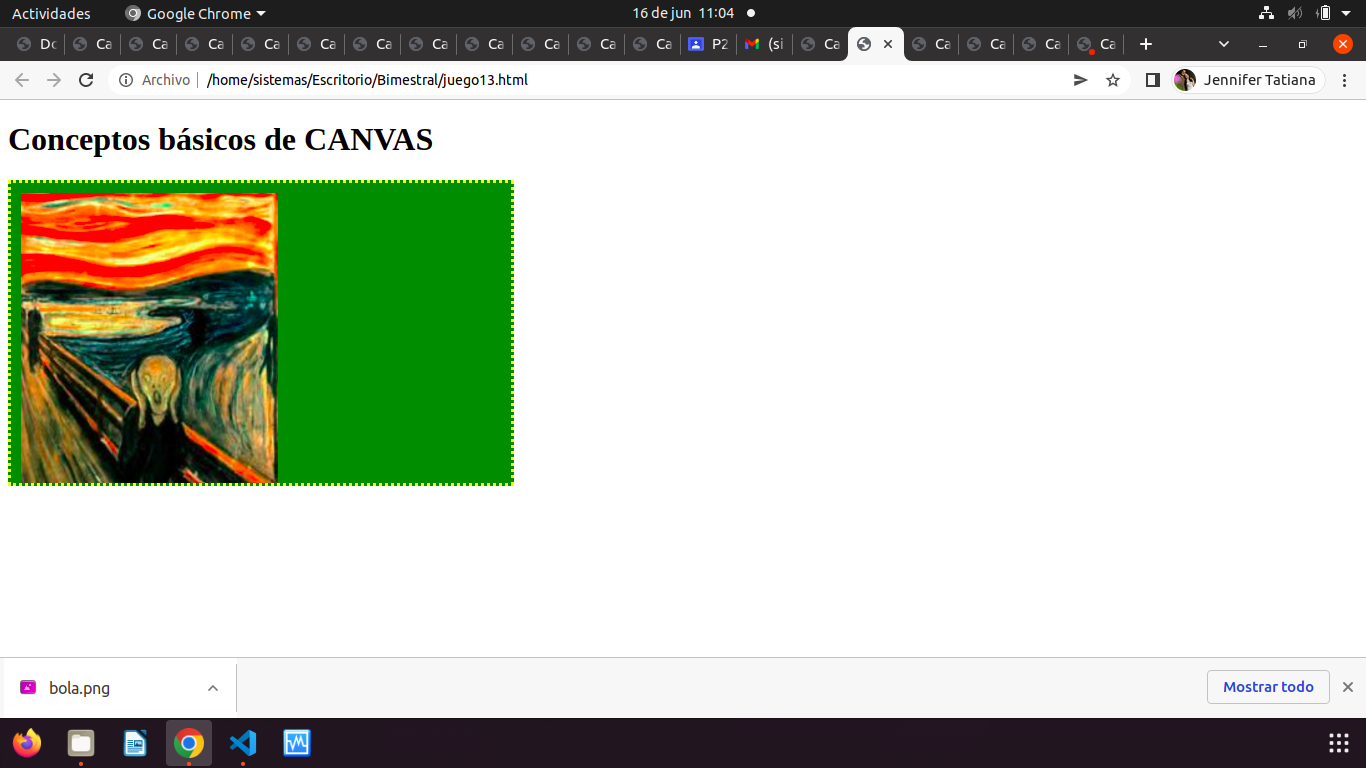 Actividades Google Chrome 16 de jun 11:04
Do Ca Ca Ca Ca Ca Ca Ca Ca Ca Ca Ca P2 (si Ca Ca Ca Ca Ca
Archivo /home/sistemas/Escritorio/Bimestral/juego13.html Jennifer Tatiana
Conceptos básicos de CANVAS
bola.png Mostrar todo